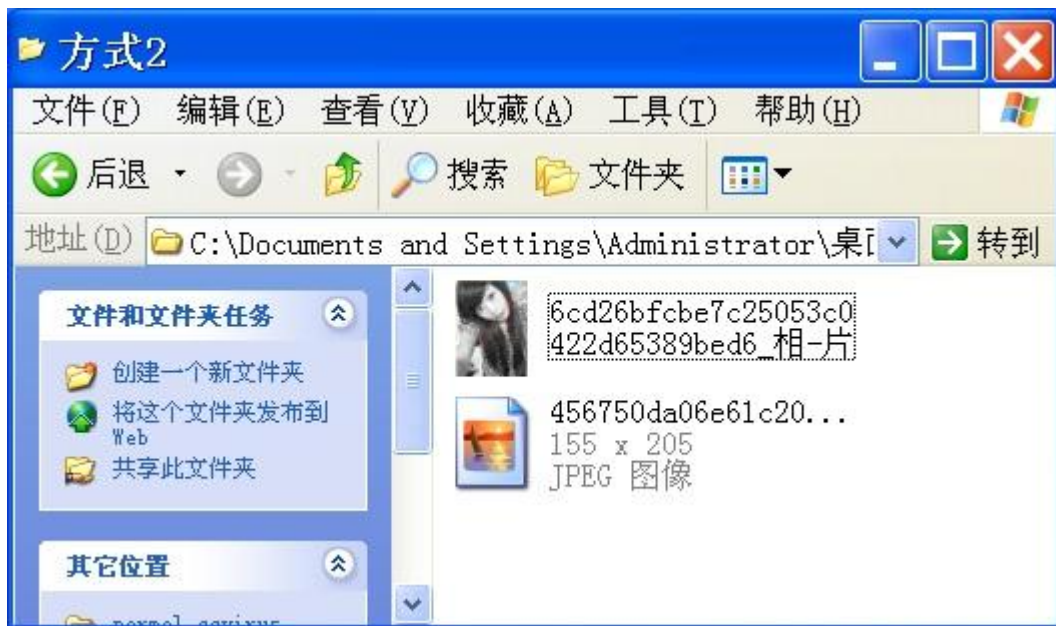 方式2
文件(F) 编辑(E) 查看(V) 收藏(A) 工具(T) 帮助(H)
后退 搜索 文件夹
地址(D) C:\Documents and Settings\Administrator\桌 转到
文件和文件夹任务
创建一个新文件夹
将这个文件夹发布到
Web
共享此文件夹
其它位置
6cd26bfcbe7c25053c0
422d65389bed6_相-片
456750da06e61c20...
155 x 205
JPEG 图像